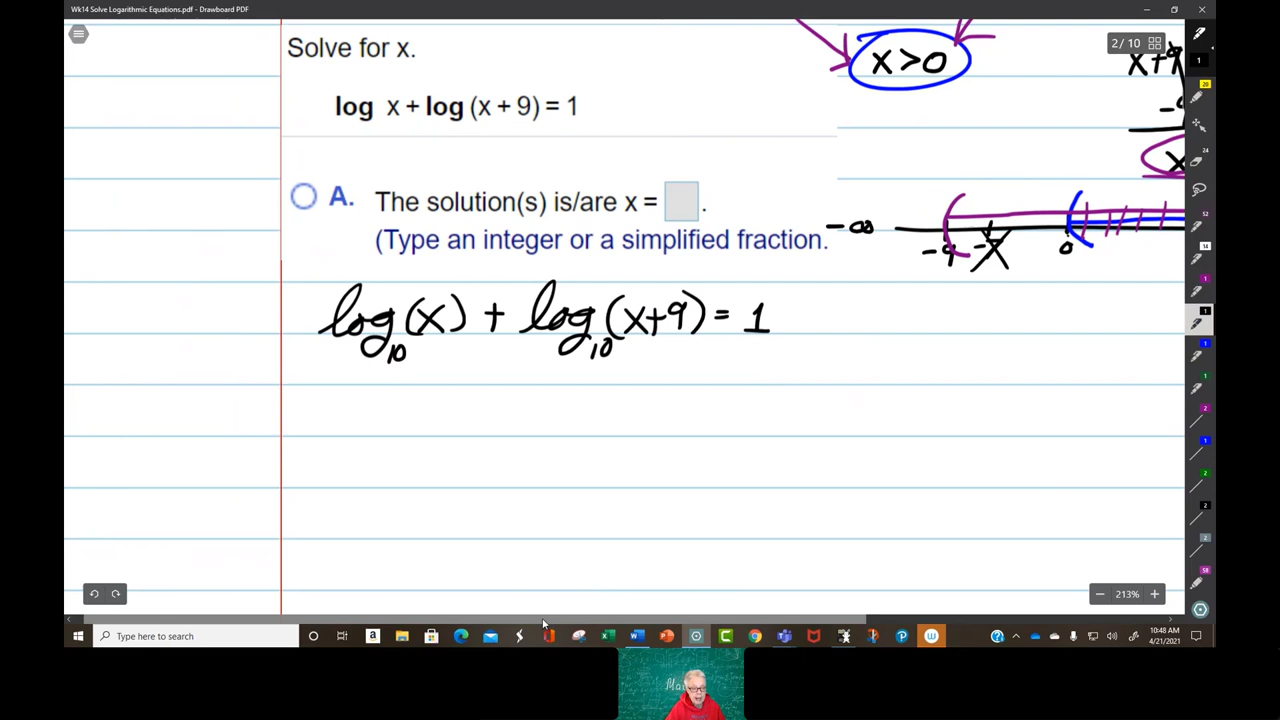 Wk14 Solve Logarithmic Equations.pdf - Drawboard PDF
2 / 10
Solve for x.
x > 0
x+9
log x + log (x + 9) = 1
A. The solution(s) is/are x = .
(Type an integer or a simplified fraction.
-∞ -9 0
log₁₀(x) + log₁₀(x+9) = 1
213%
Type here to search
10:48 AM
4/21/2021